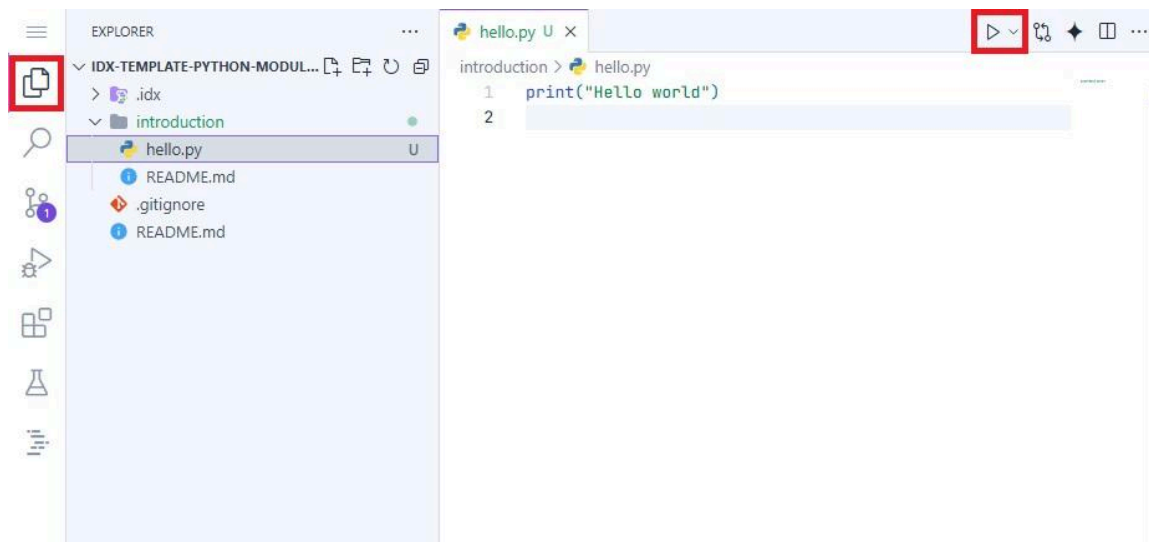 EXPLORER
IDX-TEMPLATE-PYTHON-MODUL...
.idx
introduction
hello.py U
README.md
.gitignore
README.md
1
hello.py U
introduction > hello.py
1 print("Hello world")
2